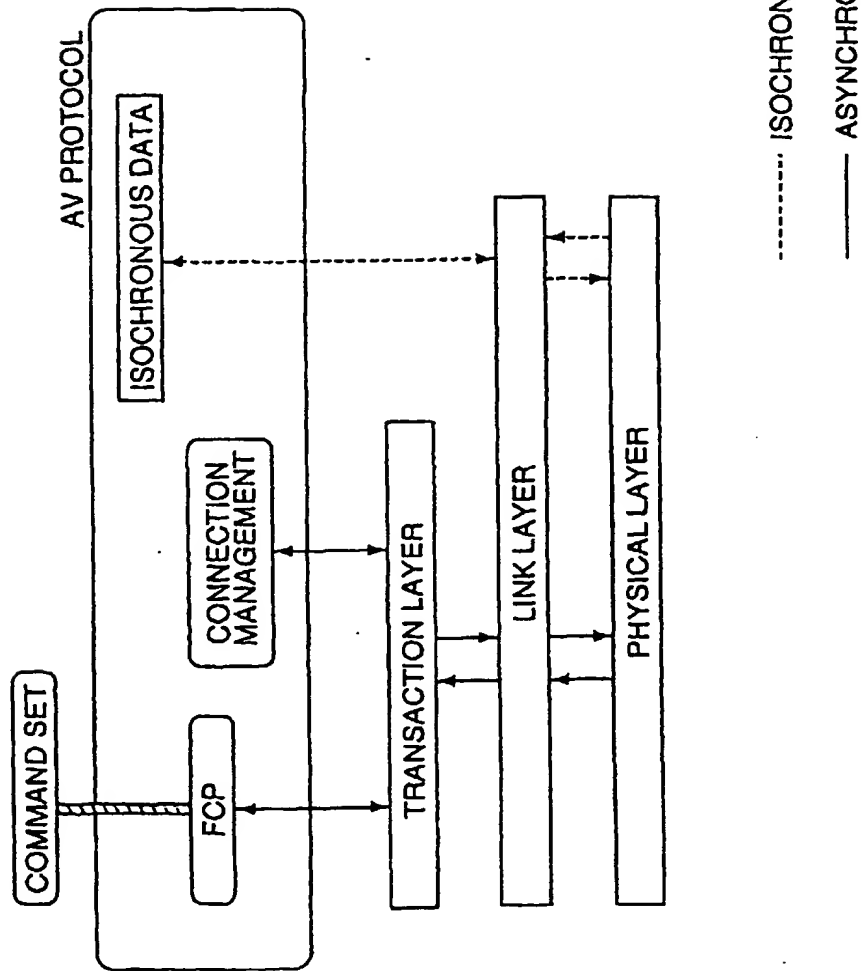 COMMAND SET
AV PROTOCOL
FCP
CONNECTION
MANAGEMENT
ISOCHRONOUS DATA
TRANSACTION LAYER
LINK LAYER
PHYSICAL LAYER
ISOCHRON
ASYNCHRO